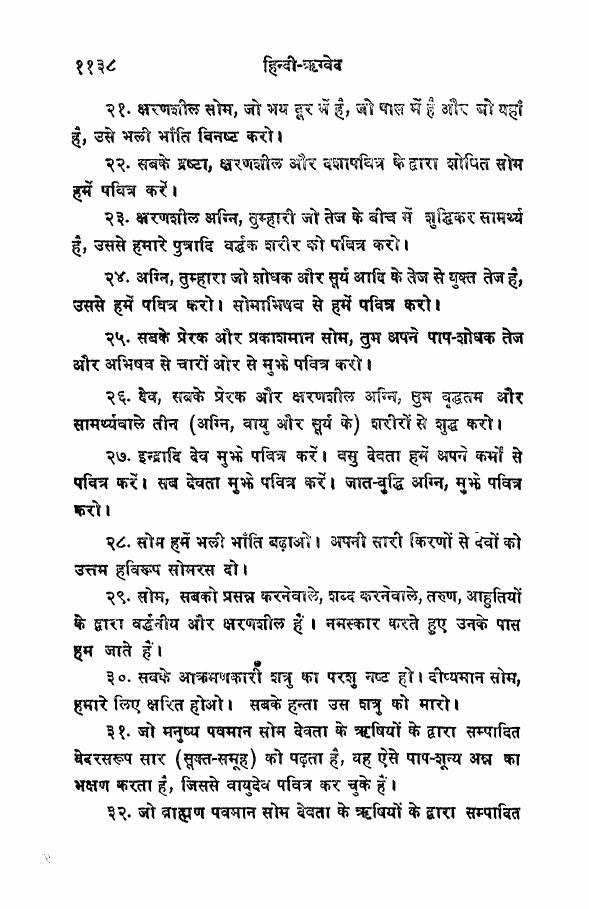 ११३८ हिन्दी-ऋग्वेद
२१. क्षरणशील सोम, जो भय दूर में है, जो पास में है और जो यहाँ
है, उसे भली भाँति विनष्ट करो।
२२. सबके द्रष्टा, क्षरणशील और दशापवित्र के द्वारा शोधित सोम
हमें पवित्र करें।
२३. क्षरणशील अग्नि, तुम्हारी जो तेज के बीच में शुद्धिकर सामर्थ्य
है, उससे हमारे पुत्रादि वर्द्धक शरीर को पवित्र करो।
२४. अग्नि, तुम्हारा जो शोधक और सूर्य आदि के तेज से युक्त तेज है,
उससे हमें पवित्र करो। सोमाभिषव से हमें पवित्र करो।
२५. सबके प्रेरक और प्रकाशमान सोम, तुम अपने पाप-शोधक तेज
और अभिषव से चारों ओर से मुझे पवित्र करो।
२६. देव, सबके प्रेरक और क्षरणशील अग्नि, तुम वृद्धतम और
सामर्थ्यवाले तीन (अग्नि, वायु और सूर्य के) शरीरों से शुद्ध करो।
२७. इन्द्रादि देव मुझे पवित्र करें। वसु देवता हमें अपने कर्मों से
पवित्र करें। सब देवता मुझे पवित्र करें। जात-बुद्धि अग्नि, मुझे पवित्र
करो।
२८. सोम हमें भली भाँति बढ़ाओ। अपनी सारी किरणों से देवों को
उत्तम हविरूप सोमरस दो।
२९. सोम, सबको प्रसन्न करनेवाले, शब्द करनेवाले, तरुण, आहुतियों
के द्वारा वर्द्धनीय और क्षरणशील हैं। नमस्कार करते हुए उनके पास
हम जाते हैं।
३०. सबके आक्रमणकारी शत्रु का परशु नष्ट हो। दीप्यमान सोम,
हमारे लिए क्षरित होओ। सबके हन्ता उस शत्रु को मारो।
३१. जो मनुष्य पवमान सोम देवता के ऋषियों के द्वारा सम्पादित
वेदरसरूप सार (सूक्त-समूह) को पढ़ता है, वह ऐसे पाप-शून्य अन्न का
भक्षण करता है, जिससे वायुदेव पवित्र कर चुके हैं।
३२. जो ब्राह्मण पवमान सोम देवता के ऋषियों के द्वारा सम्पादित